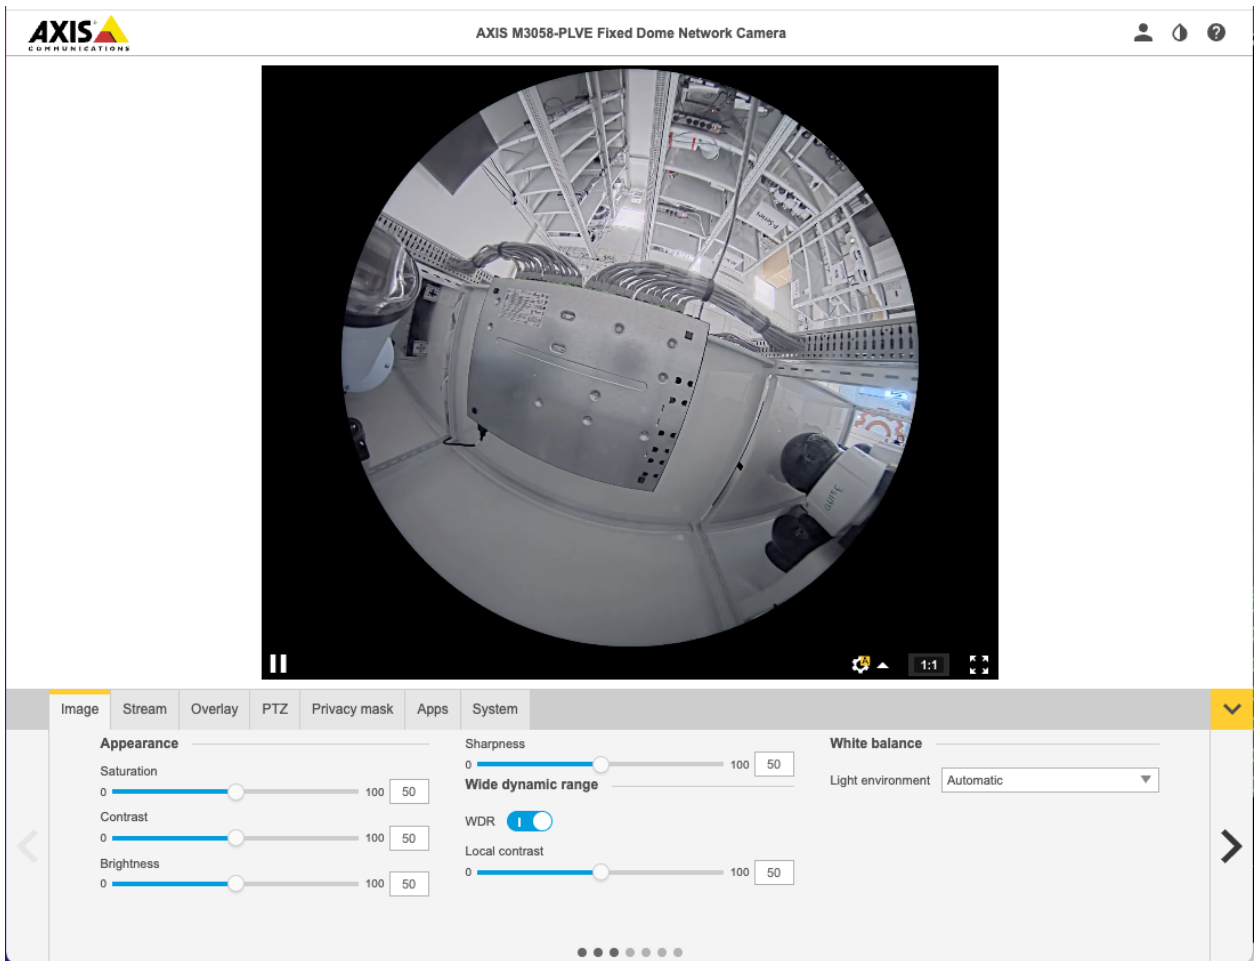 AXIS
COMMUNICATIONS
AXIS M3058-PLVE Fixed Dome Network Camera
P-Series
1:1
Image Stream Overlay PTZ Privacy mask Apps System
Appearance
Saturation
0 100 50
Contrast
0 100 50
Brightness
0 100 50
Sharpness
0 100 50
Wide dynamic range
WDR
Local contrast
0 100 50
White balance
Light environment Automatic